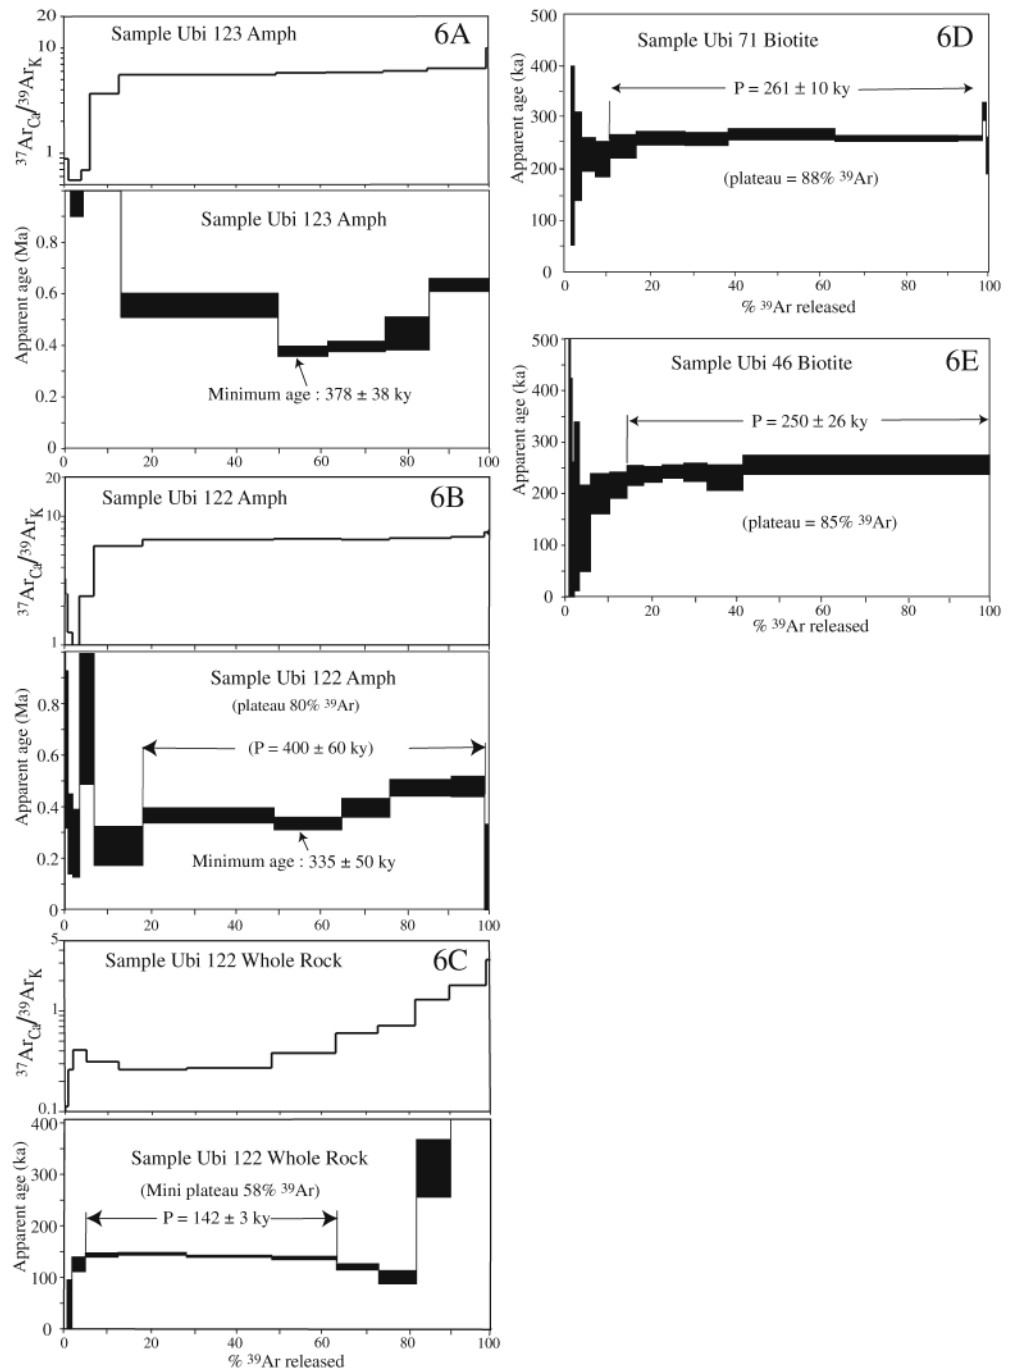 20
10
1
Sample Ubi 123 Amph
6A
37ArCa/39ArK
Sample Ubi 123 Amph
Apparent age (Ma)
0.8
0.6
0.4
0.2
0
Minimum age : 378 ± 38 ky
0 20 40 60 80 100
20
10
1
Sample Ubi 122 Amph
6B
37ArCa/39ArK
Sample Ubi 122 Amph
(plateau 80% 39Ar)
(P = 400 ± 60 ky)
Apparent age (Ma)
0.8
0.6
0.4
0.2
0
Minimum age : 335 ± 50 ky
0 20 40 60 80 100
5
1
0.1
Sample Ubi 122 Whole Rock
6C
37ArCa/39ArK
Sample Ubi 122 Whole Rock
(Mini plateau 58% 39Ar)
P = 142 ± 3 ky
Apparent age (ka)
400
300
200
100
0
0 20 40 60 80 100
% 39Ar released
500
400
300
200
100
0
Sample Ubi 71 Biotite
6D
P = 261 ± 10 ky
(plateau = 88% 39Ar)
Apparent age (ka)
0 20 40 60 80 100
% 39Ar released
500
400
300
200
100
0
Sample Ubi 46 Biotite
6E
P = 250 ± 26 ky
(plateau = 85% 39Ar)
Apparent age (ka)
0 20 40 60 80 100
% 39Ar released